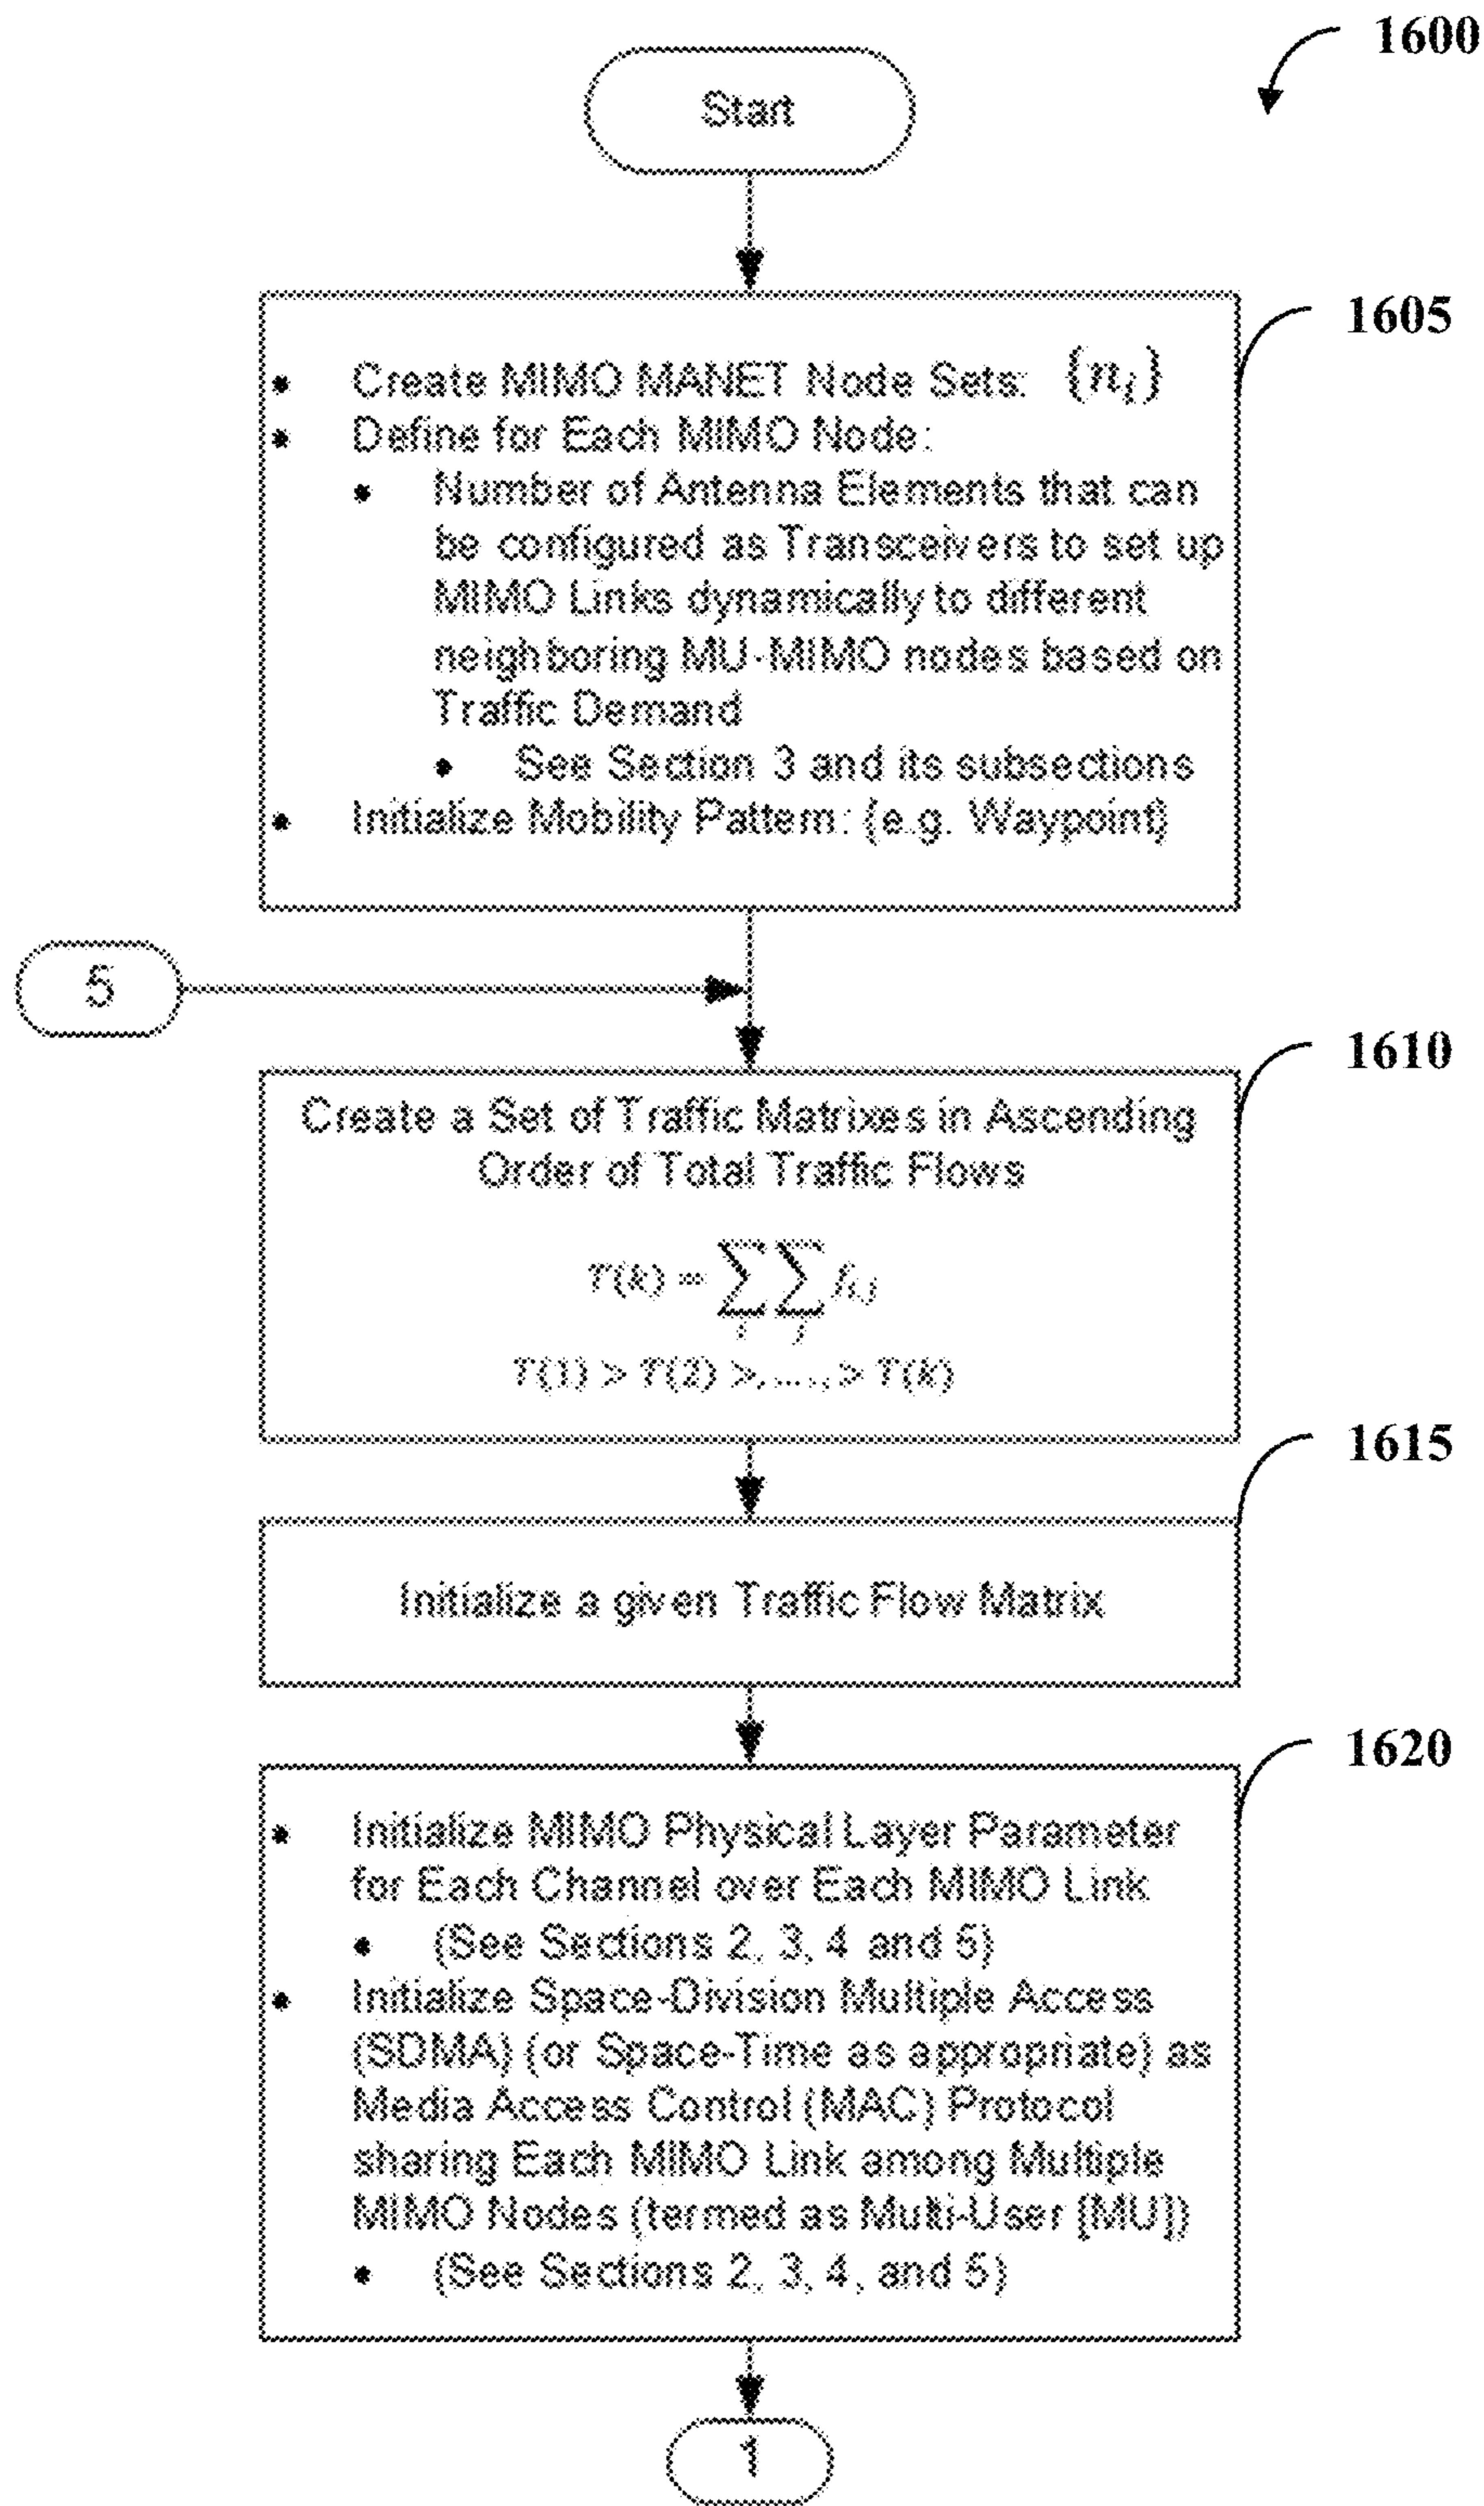 1600
Start
1605
• Create MIMO MANET Node Sets: {n_i}
• Define for Each MIMO Node:
• Number of Antenna Elements that can
be configured as Transceivers to set up
MIMO Links dynamically to different
neighboring MU-MIMO nodes based on
Traffic Demand
• See Section 3 and its subsections
• Initialize Mobility Pattern: (e.g. Waypoint)
5
1610
Create a Set of Traffic Matrixes in Ascending
Order of Total Traffic Flows
T(k) = ∑_i ∑_j f_{i,j}
T(1) > T(2) >, ..., > T(k)
1615
Initialize a given Traffic Flow Matrix
1620
• Initialize MIMO Physical Layer Parameter
for Each Channel over Each MIMO Link
• (See Sections 2, 3, 4 and 5)
• Initialize Space-Division Multiple Access
(SDMA) (or Space-Time as appropriate) as
Media Access Control (MAC) Protocol
sharing Each MIMO Link among Multiple
MIMO Nodes (termed as Multi-User [MU])
• (See Sections 2, 3, 4, and 5)
1